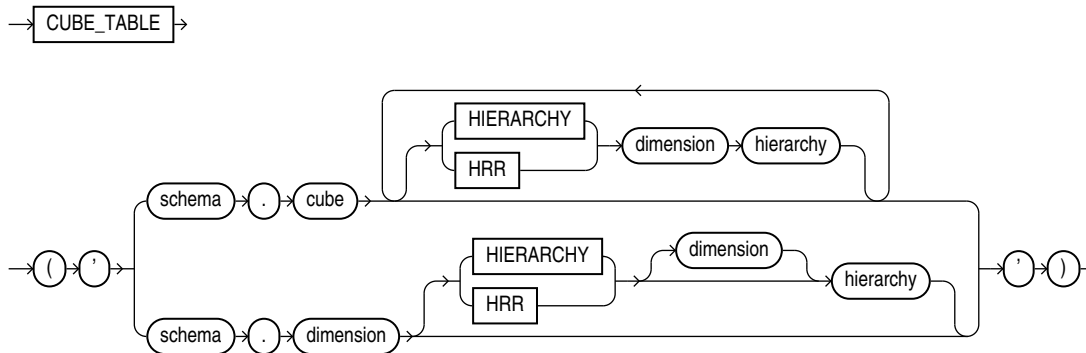 CUBE_TABLE
HIERARCHY
HRR
dimension hierarchy
schema . cube
( '
HIERARCHY
HRR
dimension
hierarchy
schema . dimension
' )